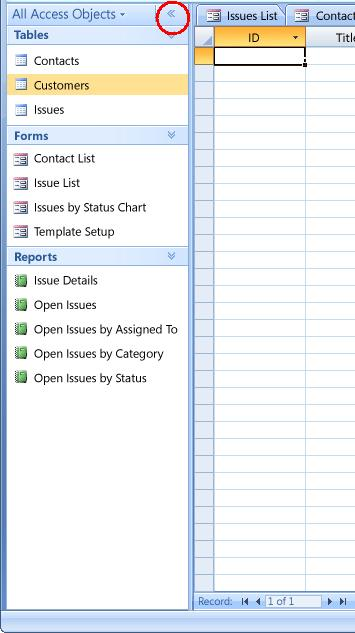 All Access Objects
Tables
Contacts
Customers
Issues
Forms
Contact List
Issue List
Issues by Status Chart
Template Setup
Reports
Issue Details
Open Issues
Open Issues by Assigned To
Open Issues by Category
Open Issues by Status
Issues List Contact
ID Title
Record: 1 of 1